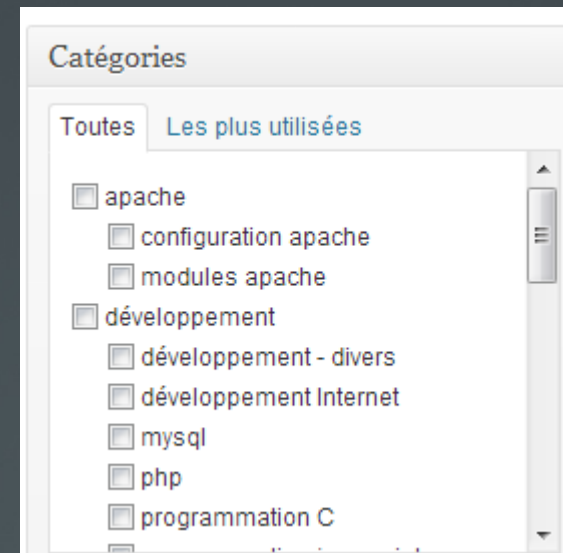 Catégories
Toutes Les plus utilisées
apache
configuration apache
modules apache
développement
développement - divers
développement Internet
mysql
php
programmation C